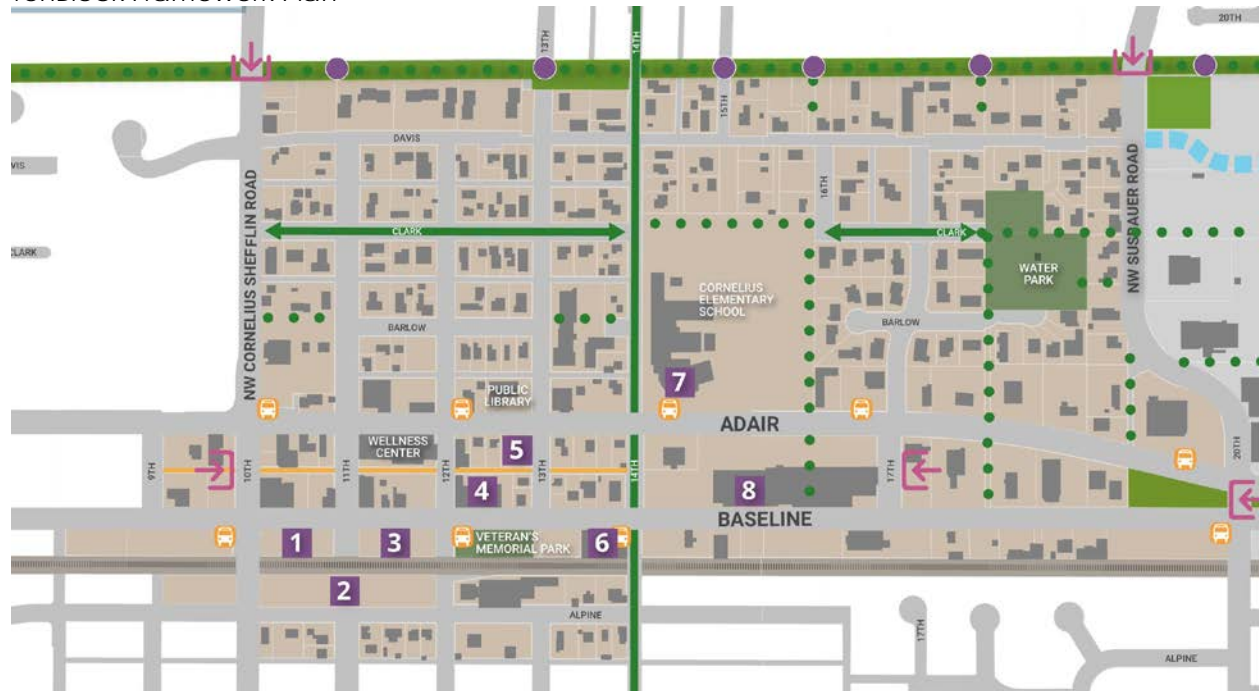 20TH
13TH
14TH
15TH
DAVIS
VIS
NW CORNELIUS SHEFFLIN ROAD
16TH
NW SUSBAUER ROAD
CLARK
CLARK
CLARK
WATER
PARK
CORNELIUS
ELEMENTARY
SCHOOL
BARLOW
BARLOW
7
PUBLIC
LIBRARY
ADAIR
WELLNESS
CENTER
5
9TH
10TH
11TH
12TH
13TH
14TH
17TH
20TH
4
8
BASELINE
1
3
VETERAN'S
MEMORIAL PARK
6
2
ALPINE
17TH
ALPINE